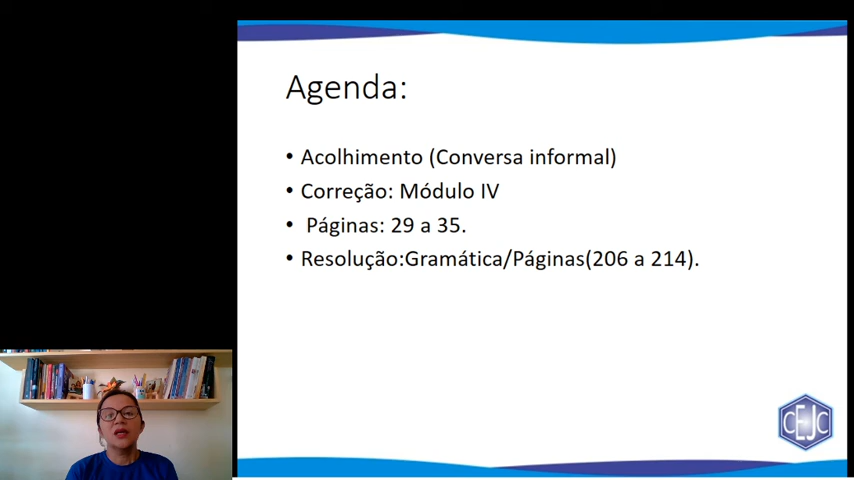 Agenda:
• Acolhimento (Conversa informal)
• Correção: Módulo IV
• Páginas: 29 a 35.
• Resolução:Gramática/Páginas(206 a 214).
CEJC